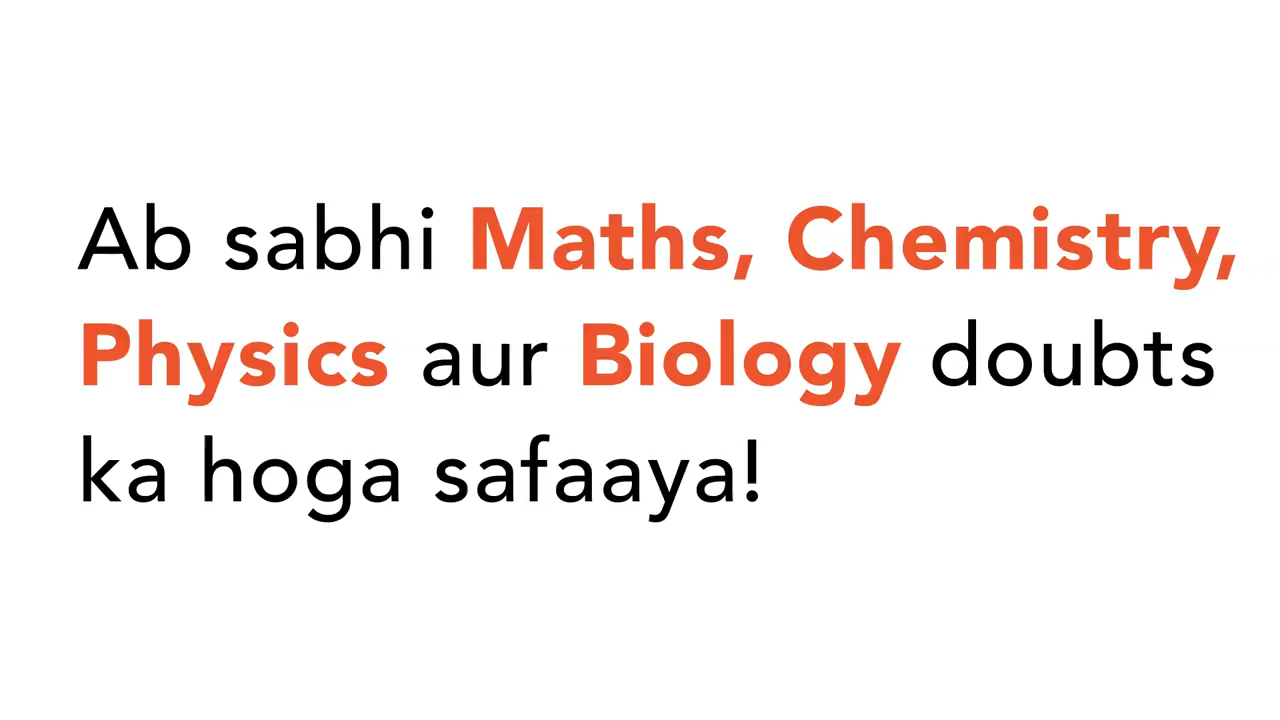 Ab sabhi Maths, Chemistry,
Physics aur Biology doubts
ka hoga safaaya!